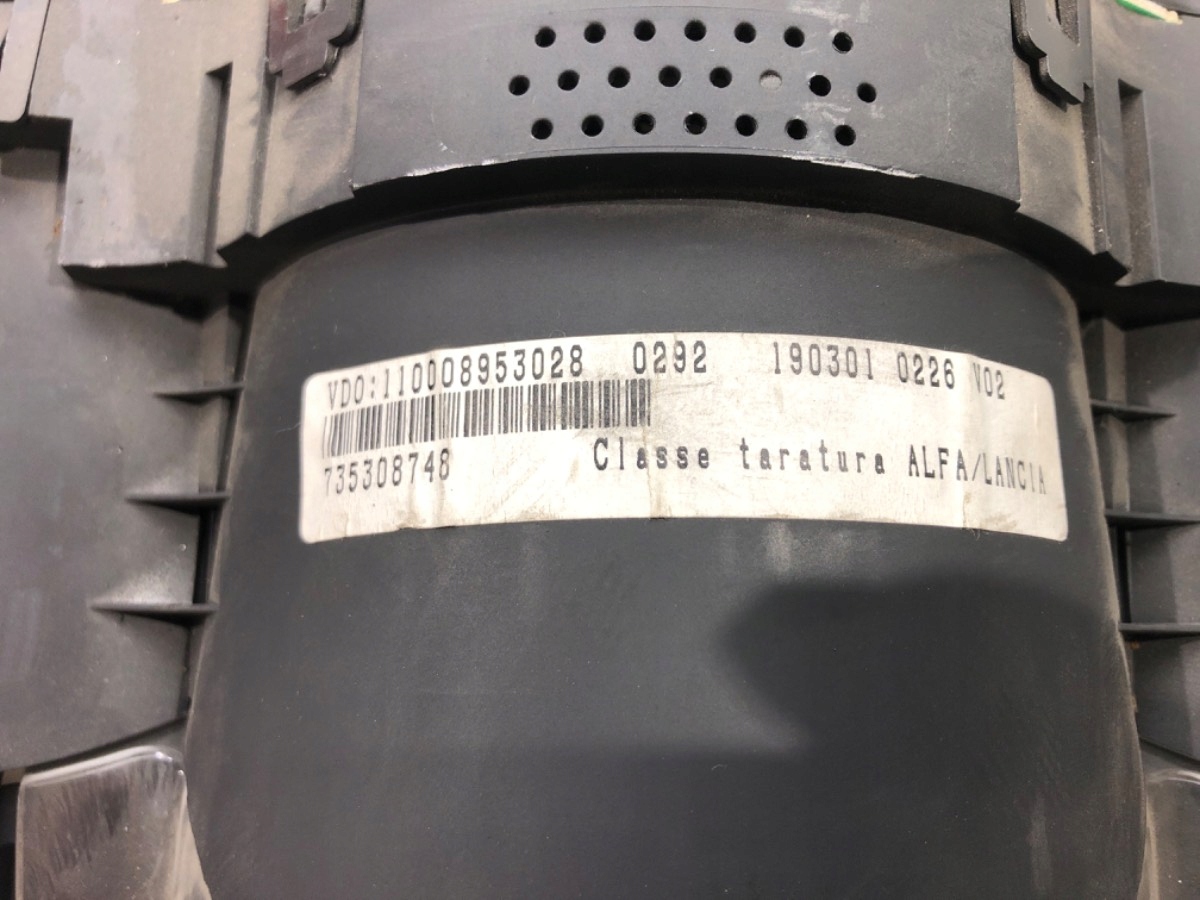 VDO:110008953028 0292 190301 0226 V02
735308748 Classe taratura ALFA/LANCIA